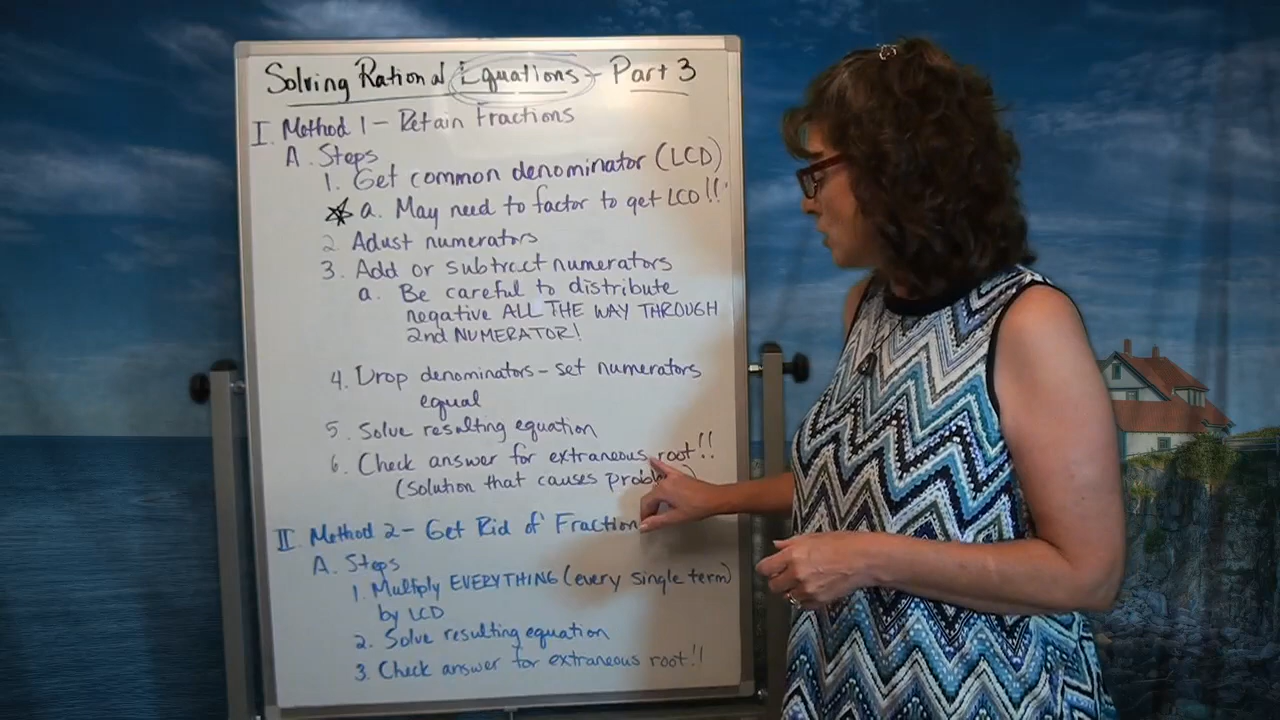 Solving Rational Equations - Part 3
I. Method 1 - Retain Fractions
A. Steps
1. Get common denominator (LCD)
a. May need to factor to get LCD!!
2. Adust numerators
3. Add or subtract numerators
a. Be careful to distribute
negative ALL THE WAY THROUGH
2nd NUMERATOR!
4. Drop denominators - set numerators
equal
5. Solve resulting equation
6. Check answer for extraneous root!!
(Solution that causes
II. Method 2 - Get Rid of Fraction
A. Steps
1. Multiply EVERYTHING (every single term)
by LCD
2. Solve resulting equation
3. Check answer for extraneous root!!